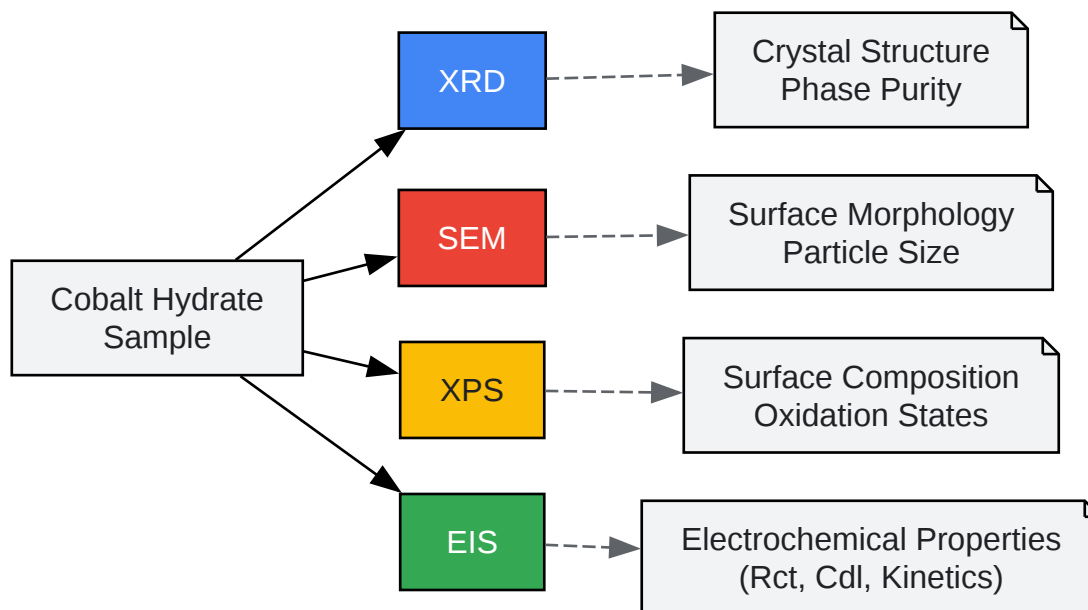 Cobalt Hydrate
Sample
XRD
Crystal Structure
Phase Purity
SEM
Surface Morphology
Particle Size
XPS
Surface Composition
Oxidation States
EIS
Electrochemical Properties
(Rct, Cdl, Kinetics)